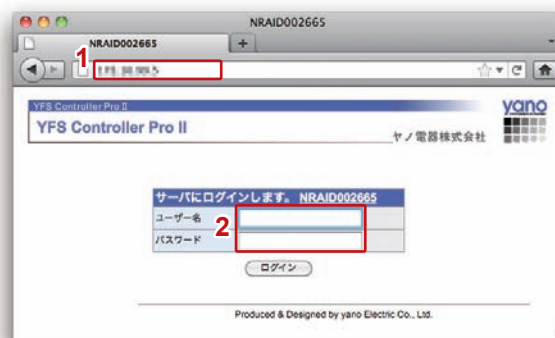 NRAID002665
NRAID002665
+
1
YFS Controller Pro II
YFS Controller Pro II
yano
ヤノ電器株式会社
サーバにログインします。 NRAID002665
ユーザー名
パスワード
2
ログイン
Produced & Designed by yano Electric Co., Ltd.